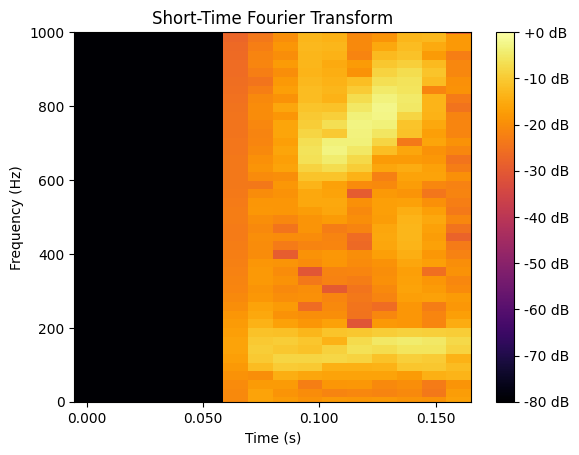 Short-Time Fourier Transform
Frequency (Hz)
1000
800
600
400
200
0
0.000
0.050
0.100
0.150
Time (s)
+0 dB
-10 dB
-20 dB
-30 dB
-40 dB
-50 dB
-60 dB
-70 dB
-80 dB